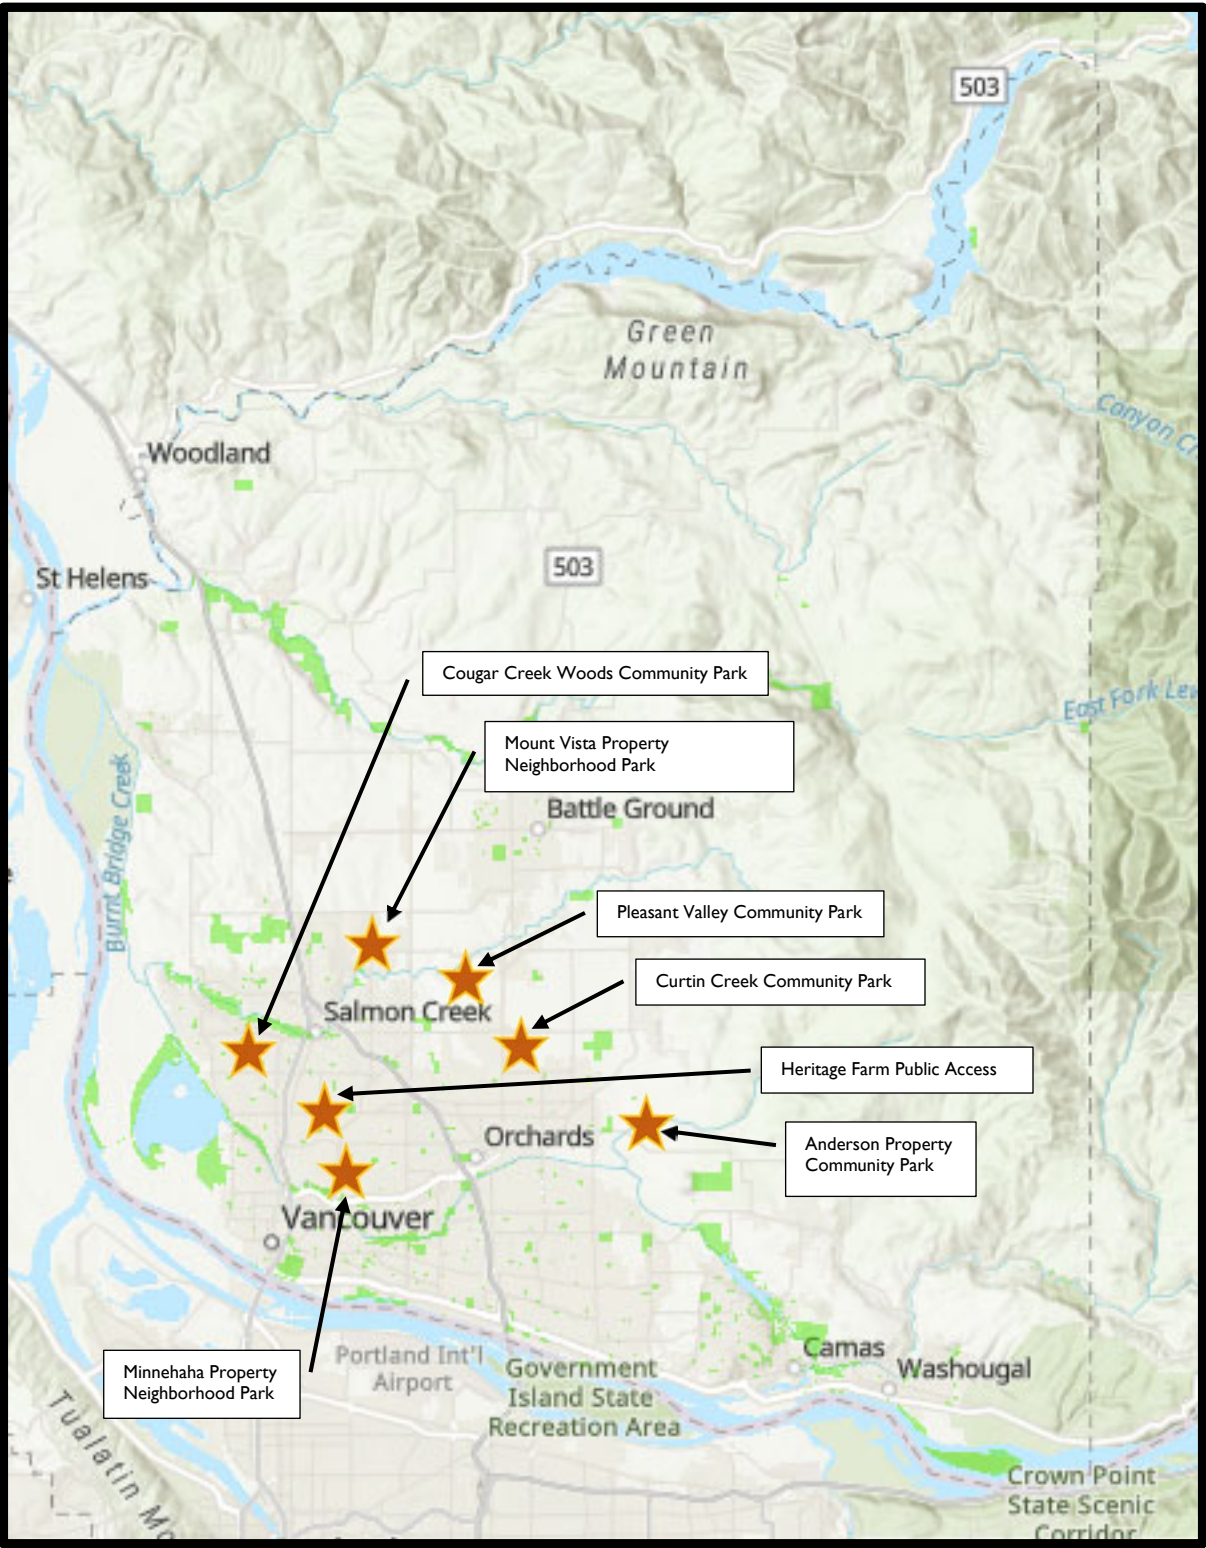 503
Green
Mountain
Canyon Cr
Woodland
503
St Helens
Cougar Creek Woods Community Park
East Fork Lew
Mount Vista Property
Neighborhood Park
Battle Ground
Burnt Bridge Creek
Pleasant Valley Community Park
Curtin Creek Community Park
Salmon Creek
Heritage Farm Public Access
Orchards
Anderson Property
Community Park
Vancouver
Minnehaha Property
Neighborhood Park
Portland Int'l
Airport
Government
Island State
Recreation Area
Camas
Washougal
Tualatin Mo
Crown Point
State Scenic
Corridor